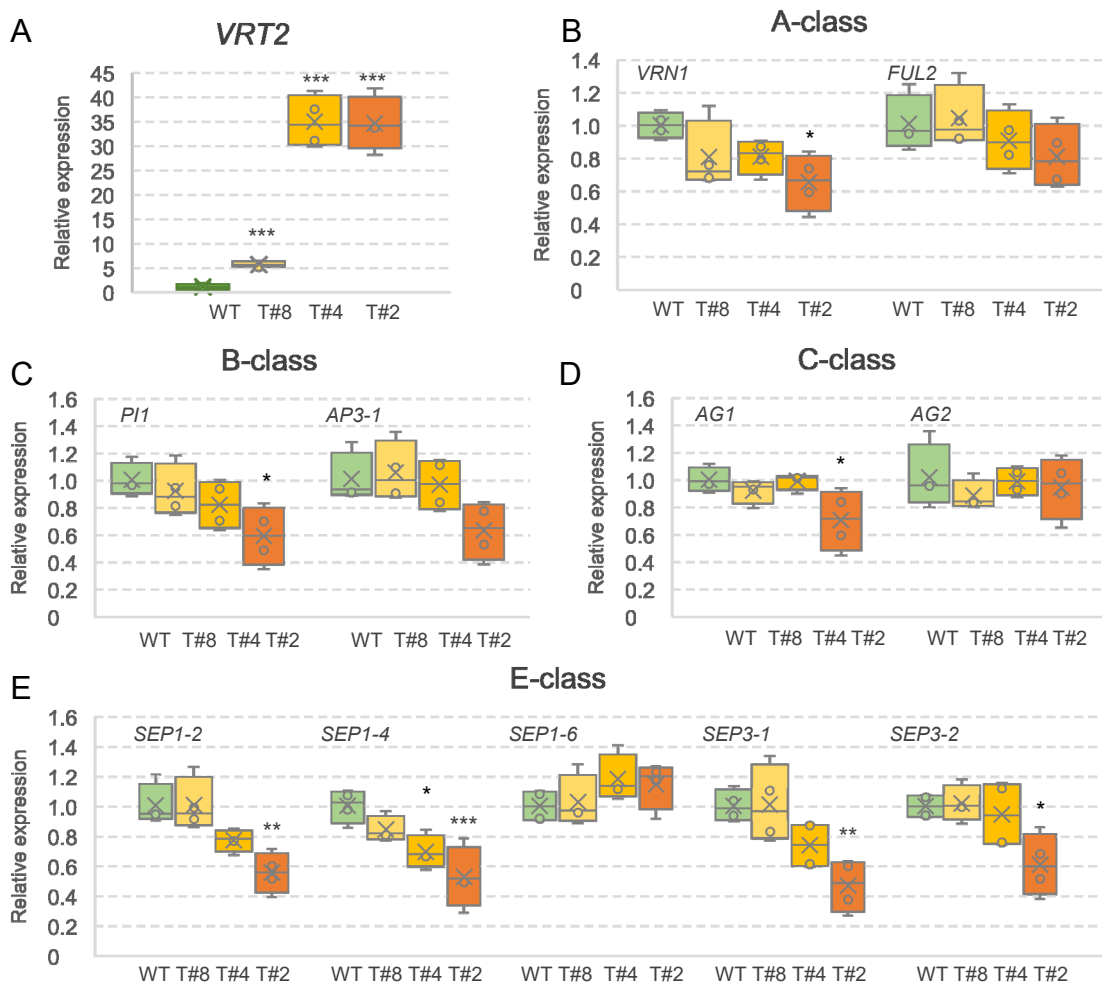 A
VRT2
Relative expression
45
40
35
30
25
20
15
10
5
0
***
***
***
WT T#8 T#4 T#2
B
A-class
Relative expression
1.4
1.2
1.0
0.8
0.6
0.4
0.2
0
VRN1 FUL2
*
WT T#8 T#4 T#2 WT T#8 T#4 T#2
C
B-class
Relative expression
1.6
1.4
1.2
1.0
0.8
0.6
0.4
0.2
0
PI1 AP3-1
*
WT T#8 T#4 T#2 WT T#8 T#4 T#2
D
C-class
Relative expression
1.6
1.4
1.2
1.0
0.8
0.6
0.4
0.2
0
AG1 AG2
*
WT T#8 T#4 T#2 WT T#8 T#4 T#2
E
E-class
Relative expression
1.6
1.4
1.2
1.0
0.8
0.6
0.4
0.2
0
SEP1-2 SEP1-4 SEP1-6 SEP3-1 SEP3-2
**
*
***
**
*
WT T#8 T#4 T#2 WT T#8 T#4 T#2 WT T#8 T#4 T#2 WT T#8 T#4 T#2 WT T#8 T#4 T#2